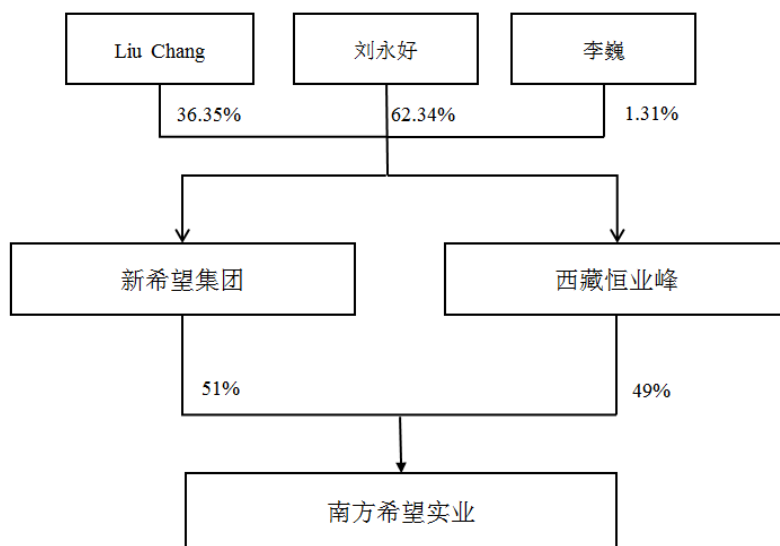 Liu Chang
刘永好
李巍
36.35%
62.34%
1.31%
新希望集团
西藏恒业峰
51%
49%
南方希望实业